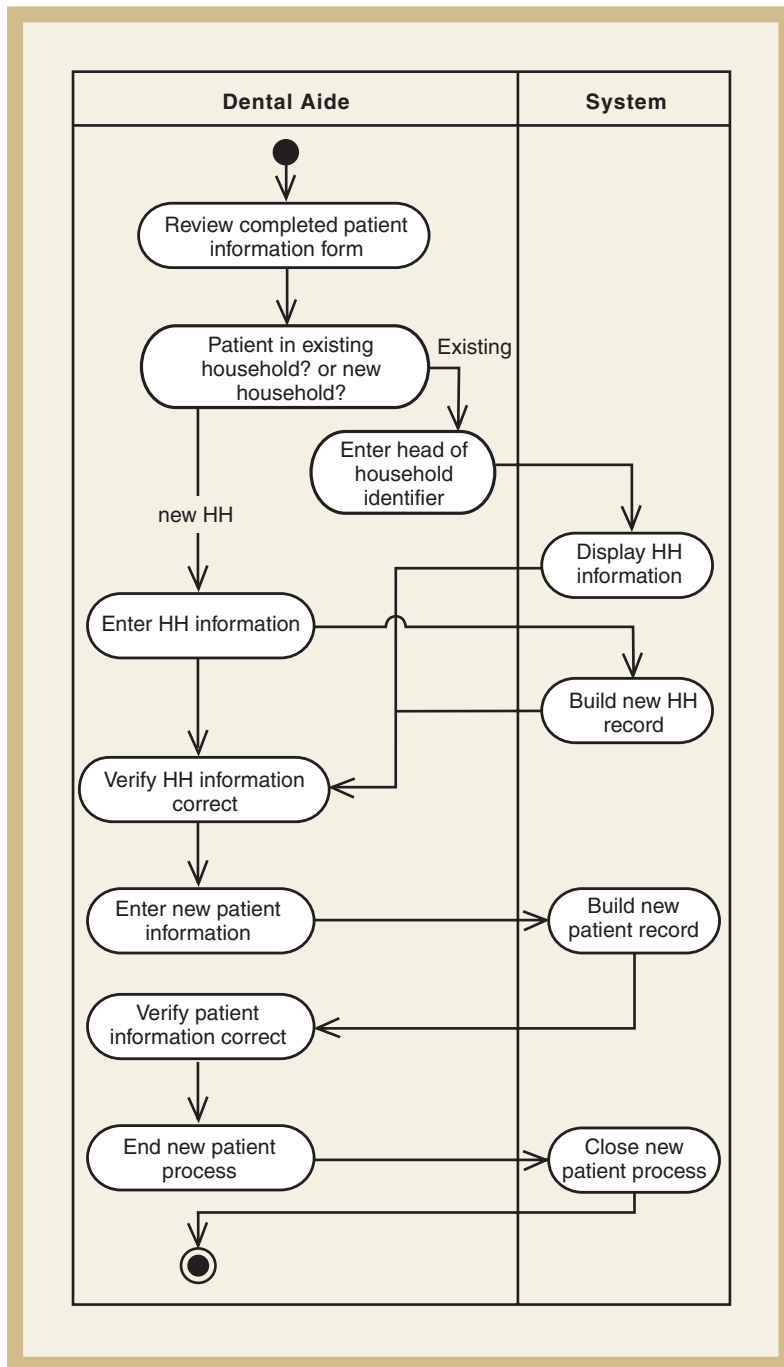 Dental Aide
System
Review completed patient
information form
Patient in existing
household? or new
household?
Existing
Enter head of
household
identifier
new HH
Display HH
information
Enter HH information
Build new HH
record
Verify HH information
correct
Enter new patient
information
Build new
patient record
Verify patient
information correct
End new patient
process
Close new
patient process